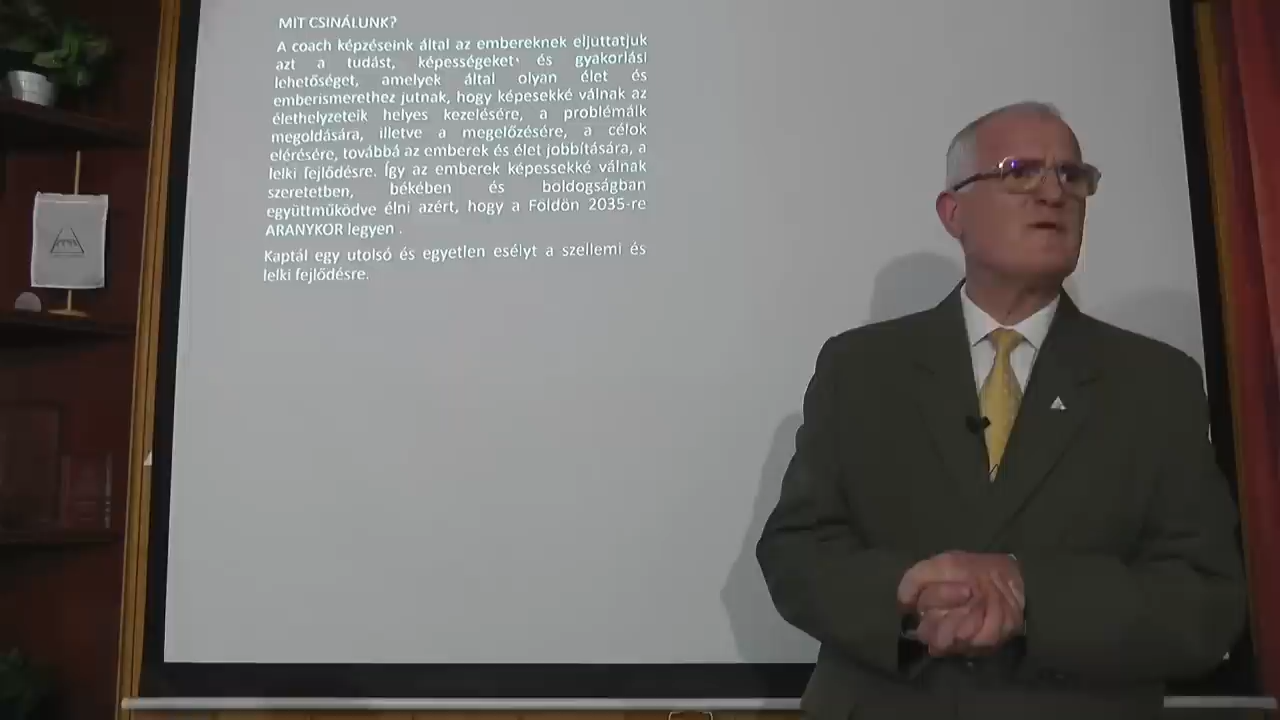 MIT CSINÁLUNK?
A coach képzéseink által az embereknek eljuttatjuk
azt a tudást, képességeket és gyakorlási
lehetőséget, amelyek által olyan élet és
emberismerethez jutnak, hogy képesekké válnak az
élethelyzeteik helyes kezelésére, a problémáik
megoldására, illetve a megelőzésére, a célok
elérésére, továbbá az emberek és élet jobbítására, a
lelki fejlődésre. Így az emberek képessekké válnak
szeretetben, békében és boldogságban
együttműködve élni azért, hogy a Földön 2035-re
ARANYKOR legyen .
Kaptál egy utolsó és egyetlen esélyt a szellemi és
lelki fejlődésre.